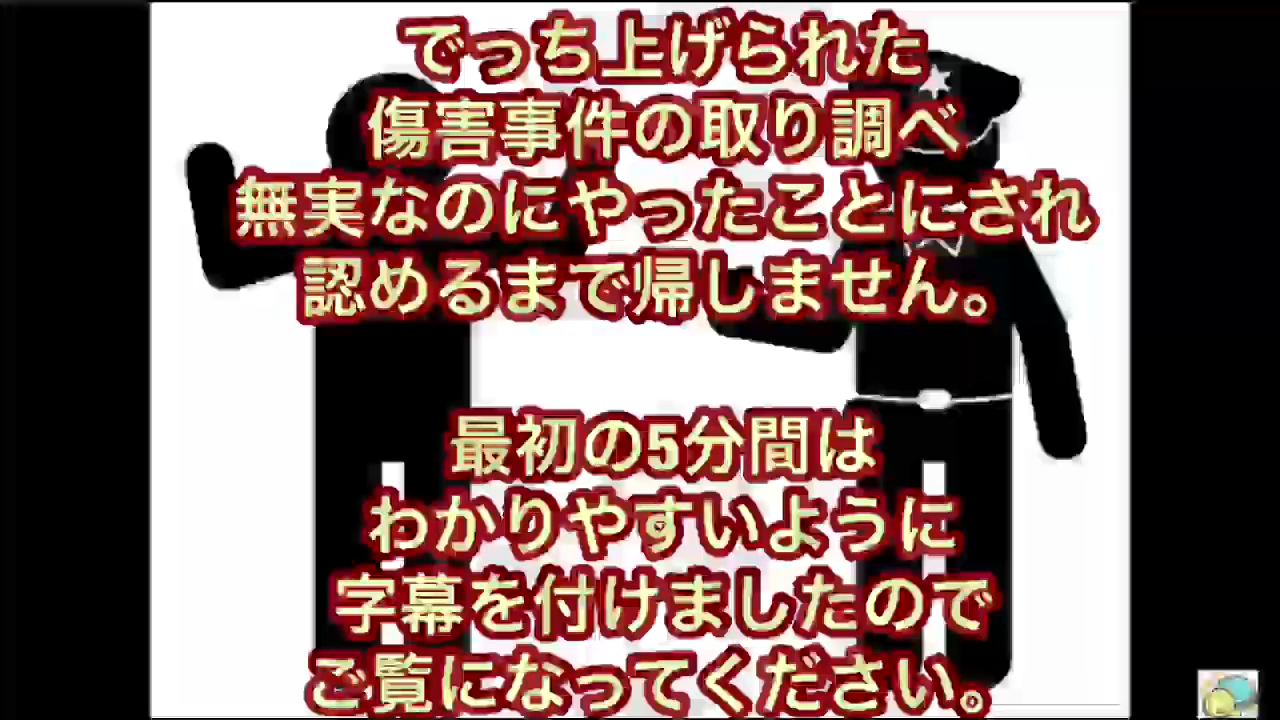 でっち上げられた
傷害事件の取り調べ
無実なのにやったことにされ
認めるまで帰しません。
最初の5分間は
わかりやすいように
字幕を付けましたので
ご覧になってください。